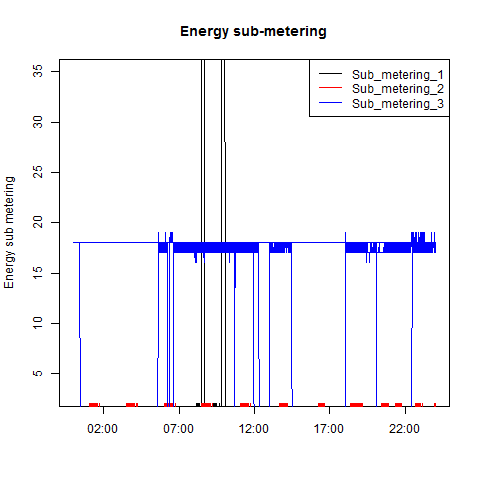 Energy sub-metering
Sub_metering_1
Sub_metering_2
Sub_metering_3
Energy sub metering
35
30
25
20
15
10
5
02:00 07:00 12:00 17:00 22:00